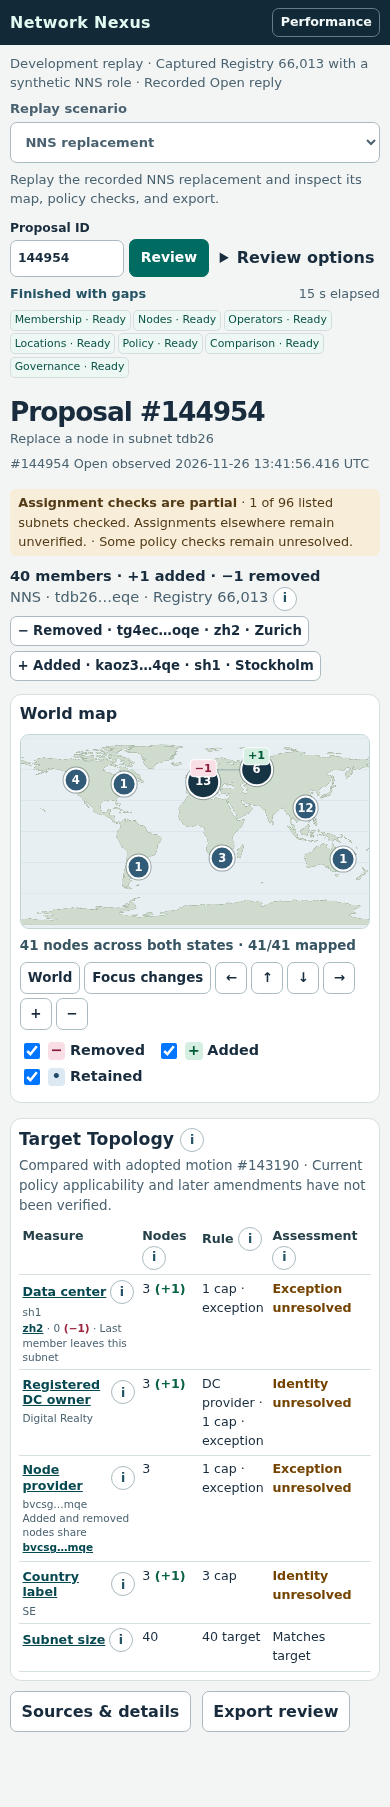 Network Nexus
Performance
Development replay · Captured Registry 66,013 with a
synthetic NNS role · Recorded Open reply
Replay scenario
NNS replacement
Replay the recorded NNS replacement and inspect its
map, policy checks, and export.
Proposal ID
144954
Review
▶ Review options
Finished with gaps
15 s elapsed
Membership · Ready
Nodes · Ready
Operators · Ready
Locations · Ready
Policy · Ready
Comparison · Ready
Governance · Ready
Proposal #144954
Replace a node in subnet tdb26
#144954 Open observed 2026-11-26 13:41:56.416 UTC
Assignment checks are partial · 1 of 96 listed
subnets checked. Assignments elsewhere remain
unverified. · Some policy checks remain unresolved.
40 members · +1 added · −1 removed
NNS · tdb26…eqe · Registry 66,013 i
− Removed · tg4ec…oqe · zh2 · Zurich
+ Added · kaoz3…4qe · sh1 · Stockholm
World map
4
1
−1
13
+1
6
12
1
3
1
41 nodes across both states · 41/41 mapped
World
Focus changes
←
↑
↓
→
+
−
− Removed
+ Added
• Retained
Target Topology i
Compared with adopted motion #143190 · Current
policy applicability and later amendments have not
been verified.
Measure
Nodes i
Rule i
Assessment i
Data center i
sh1
zh2 · 0 (−1) · Last
member leaves this
subnet
3 (+1)
1 cap ·
exception
Exception
unresolved
Registered
DC owner i
Digital Realty
3 (+1)
DC
provider ·
1 cap ·
exception
Identity
unresolved
Node
provider i
bvcsg…mqe
Added and removed
nodes share
bvcsg…mqe
3
1 cap ·
exception
Exception
unresolved
Country
label i
SE
3 (+1)
3 cap
Identity
unresolved
Subnet size i
40
40 target
Matches
target
Sources & details
Export review